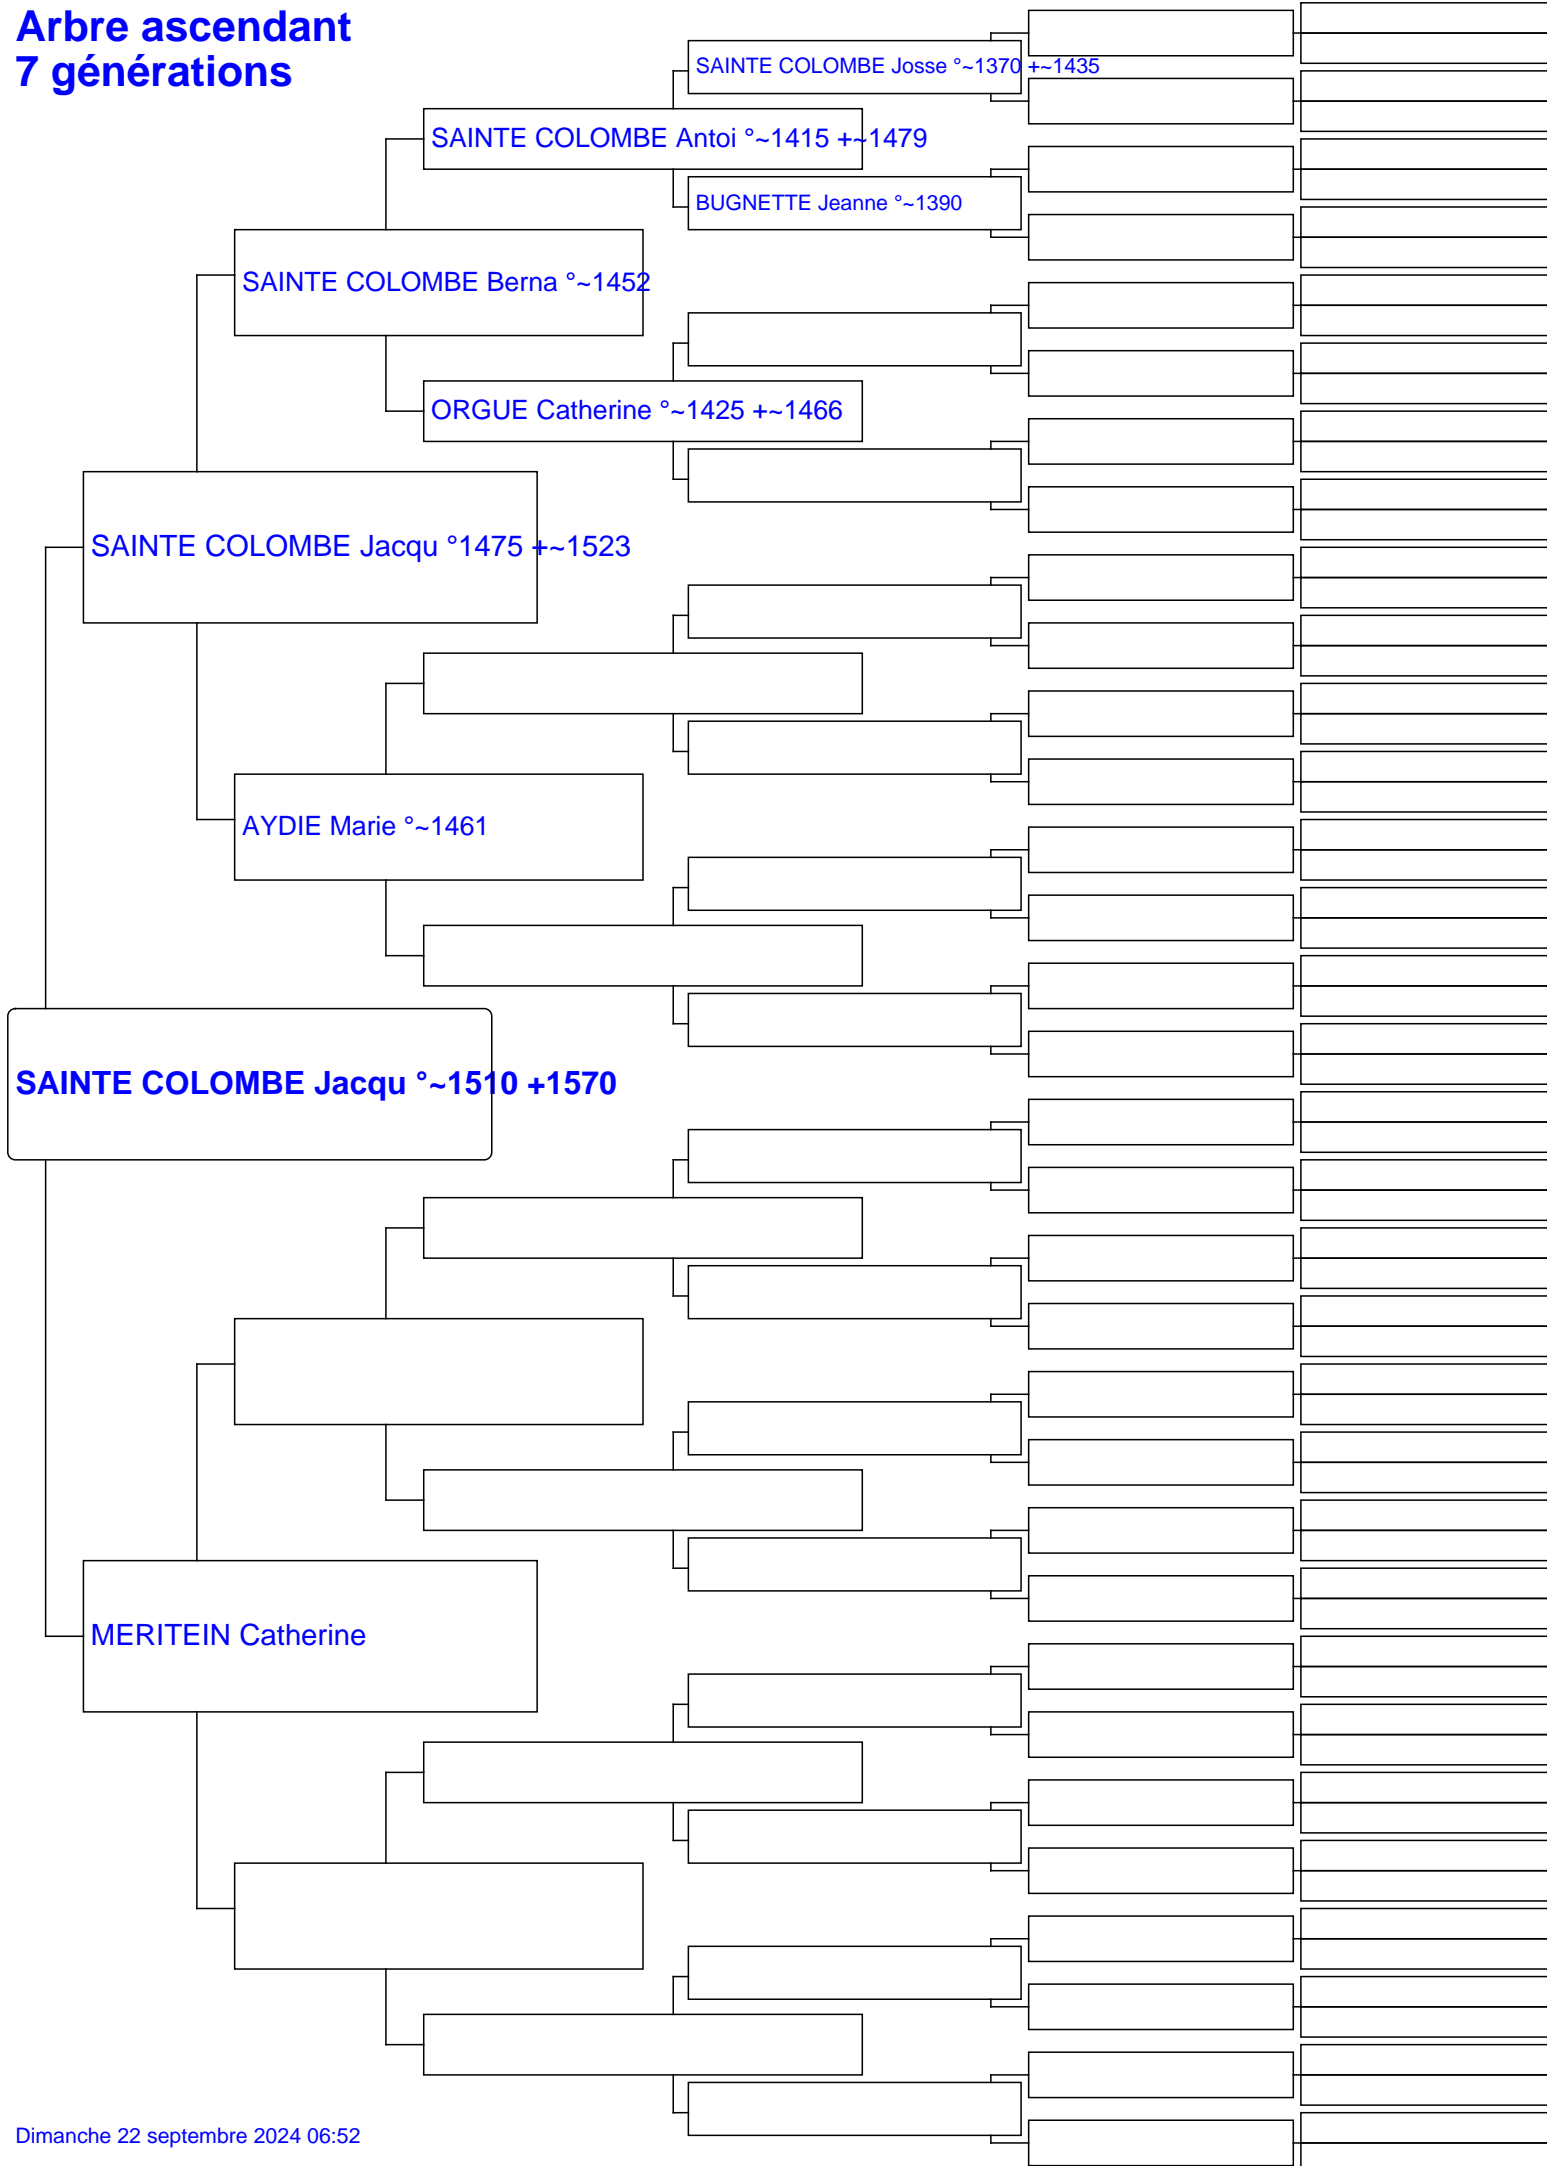 Arbre ascendant
7 générations
SAINTE COLOMBE Josse °~1370 +~1435
SAINTE COLOMBE Antoi °~1415 +~1479
BUGNETTE Jeanne °~1390
SAINTE COLOMBE Berna °~1452
ORGUE Catherine °~1425 +~1466
SAINTE COLOMBE Jacqu °1475 +~1523
AYDIE Marie °~1461
SAINTE COLOMBE Jacqu °~1510 +1570
MERITEIN Catherine
Dimanche 22 septembre 2024 06:52